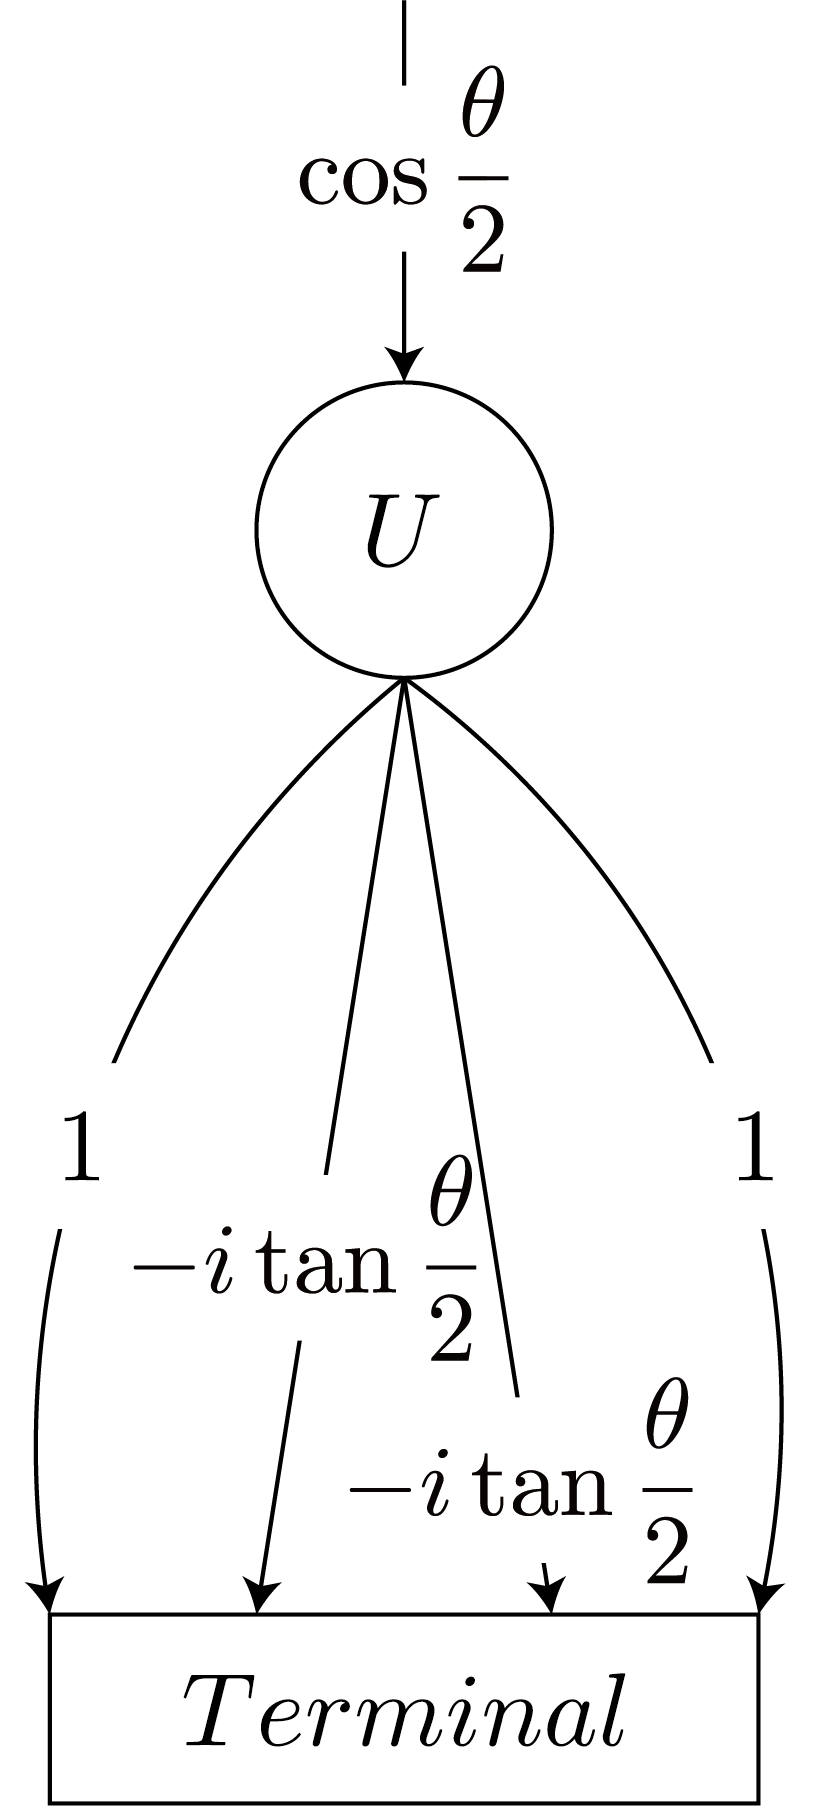 cos θ/2
U
1
1
−i tan θ/2
−i tan θ/2
Terminal